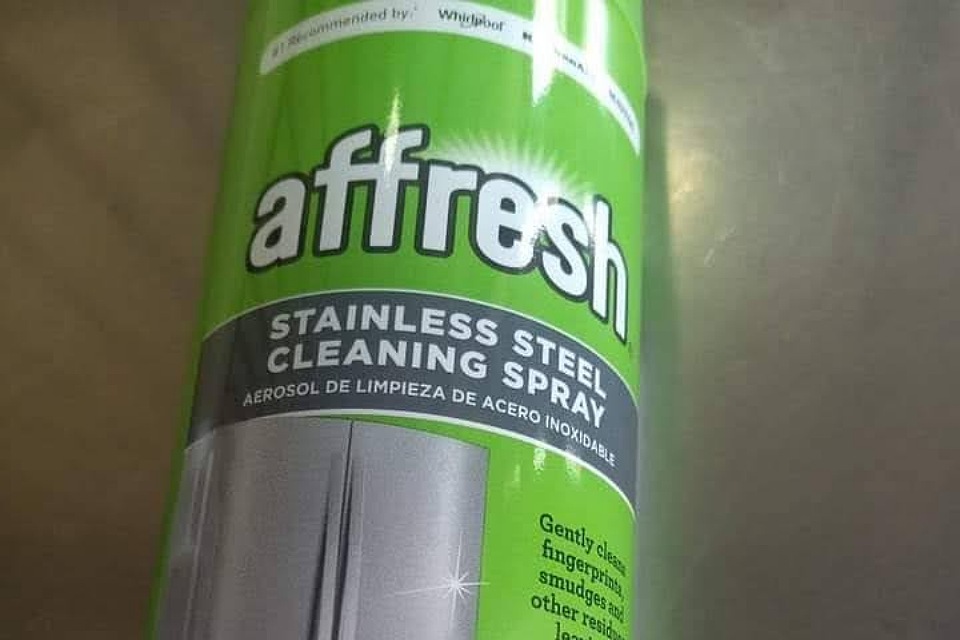 #1 Recommended by: Whirlpool
affresh
STAINLESS STEEL
CLEANING SPRAY
AEROSOL DE LIMPIEZA DE ACERO INOXIDABLE
Gently cleans
fingerprints,
smudges and
other residue